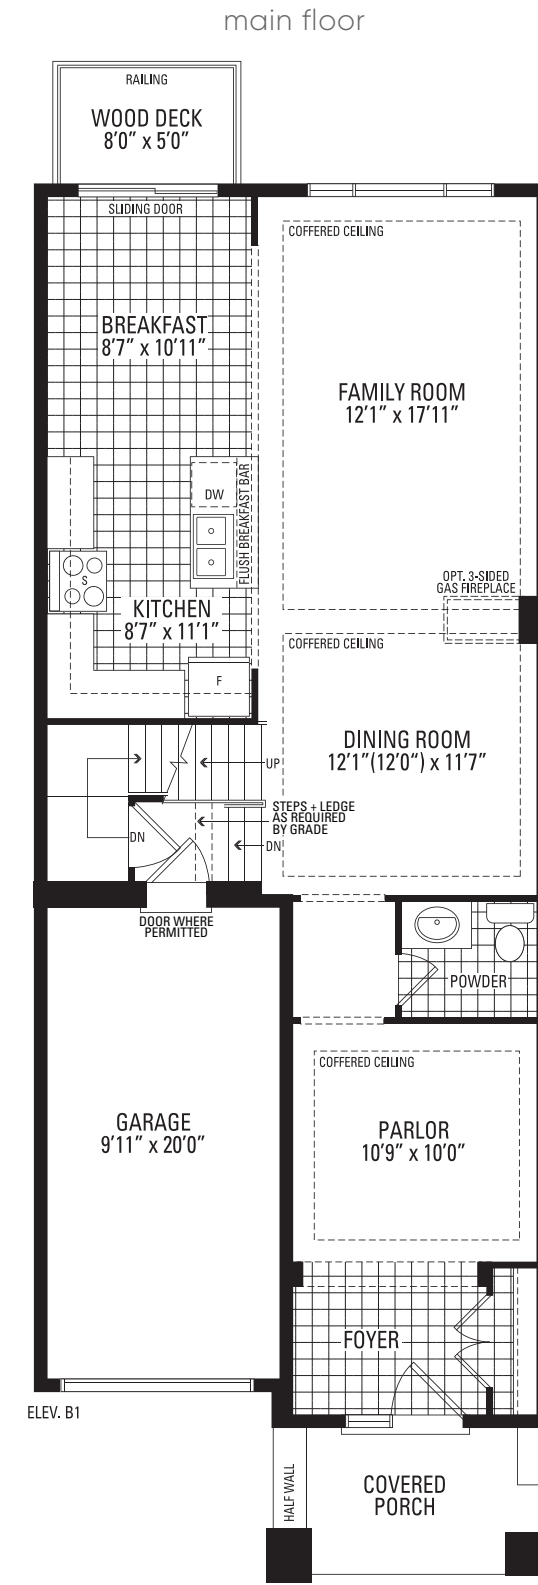 main floor
RAILING
WOOD DECK
8'0" x 5'0"
SLIDING DOOR
COFFERED CEILING
BREAKFAST
8'7" x 10'11"
FAMILY ROOM
12'1" x 17'11"
DW
FLUSH BREAKFAST BAR
S
OPT. 3-SIDED
GAS FIREPLACE
KITCHEN
8'7" x 11'1"
COFFERED CEILING
F
DINING ROOM
12'1"(12'0") x 11'7"
UP
STEPS + LEDGE
AS REQUIRED
BY GRADE
DN
DN
DOOR WHERE
PERMITTED
POWDER
COFFERED CEILING
GARAGE
9'11" x 20'0"
PARLOR
10'9" x 10'0"
FOYER
ELEV. B1
HALF WALL
COVERED
PORCH